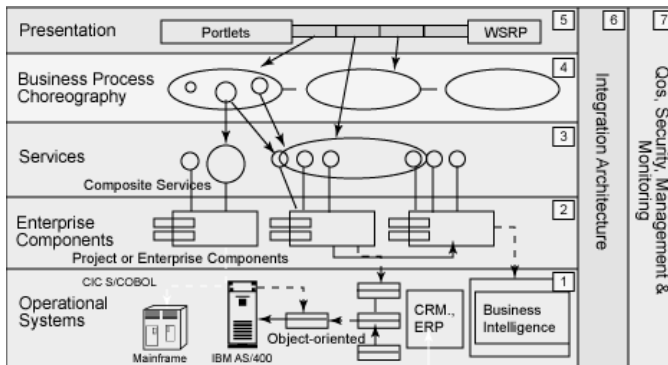 Presentation
Portlets
WSRP
5
Business Process
Choreography
4
Services
3
Composite Services
Enterprise
Components
2
Project or Enterprise Components
CIC S/COBOL
1
Operational
Systems
Mainframe
IBM AS/400
Object-oriented
CRM.,
ERP
Business
Intelligence
6
Integration Architecture
7
Qos, Security, Management &
Monitoring